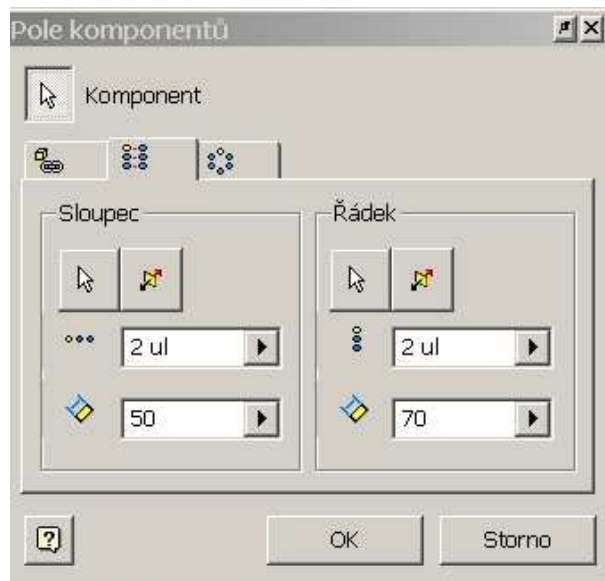 Pole komponentů
Komponent
Sloupec
Řádek
2 ul
2 ul
50
70
OK
Storno